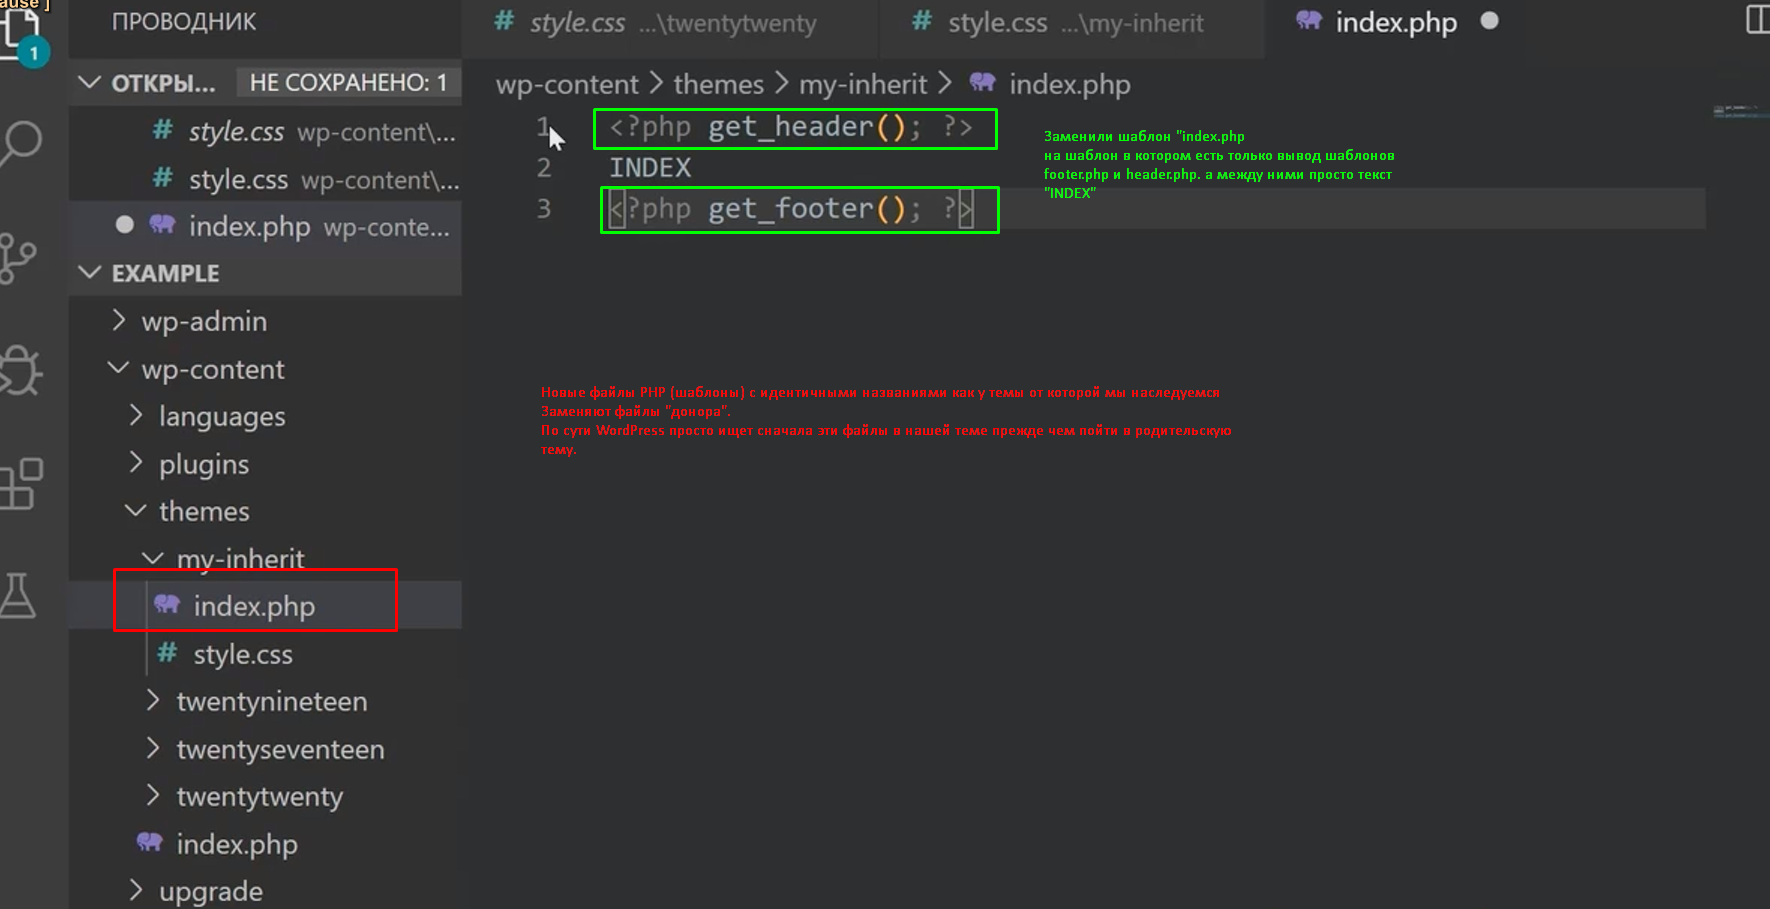 ause ]
1
ПРОВОДНИК
ОТКРЫ... НЕ СОХРАНЕНО: 1
# style.css wp-content\...
# style.css wp-content\...
index.php wp-conte...
EXAMPLE
wp-admin
wp-content
languages
plugins
themes
my-inherit
index.php
# style.css
twentynineteen
twentyseventeen
twentytwenty
index.php
upgrade
# style.css ...\twentytwenty # style.css ...\my-inherit index.php
wp-content > themes > my-inherit > index.php
1 <?php get_header(); ?>
2 INDEX
3 <?php get_footer(); ?>
Заменили шаблон "index.php
на шаблон в котором есть только вывод шаблонов
footer.php и header.php. а между ними просто текст
"INDEX"
Новые файлы PHP (шаблоны) с идентичными названиями как у темы от которой мы наследуемся
Заменяют файлы "донора".
По сути WordPress просто ищет сначала эти файлы в нашей теме прежде чем пойти в родительскую
тему.